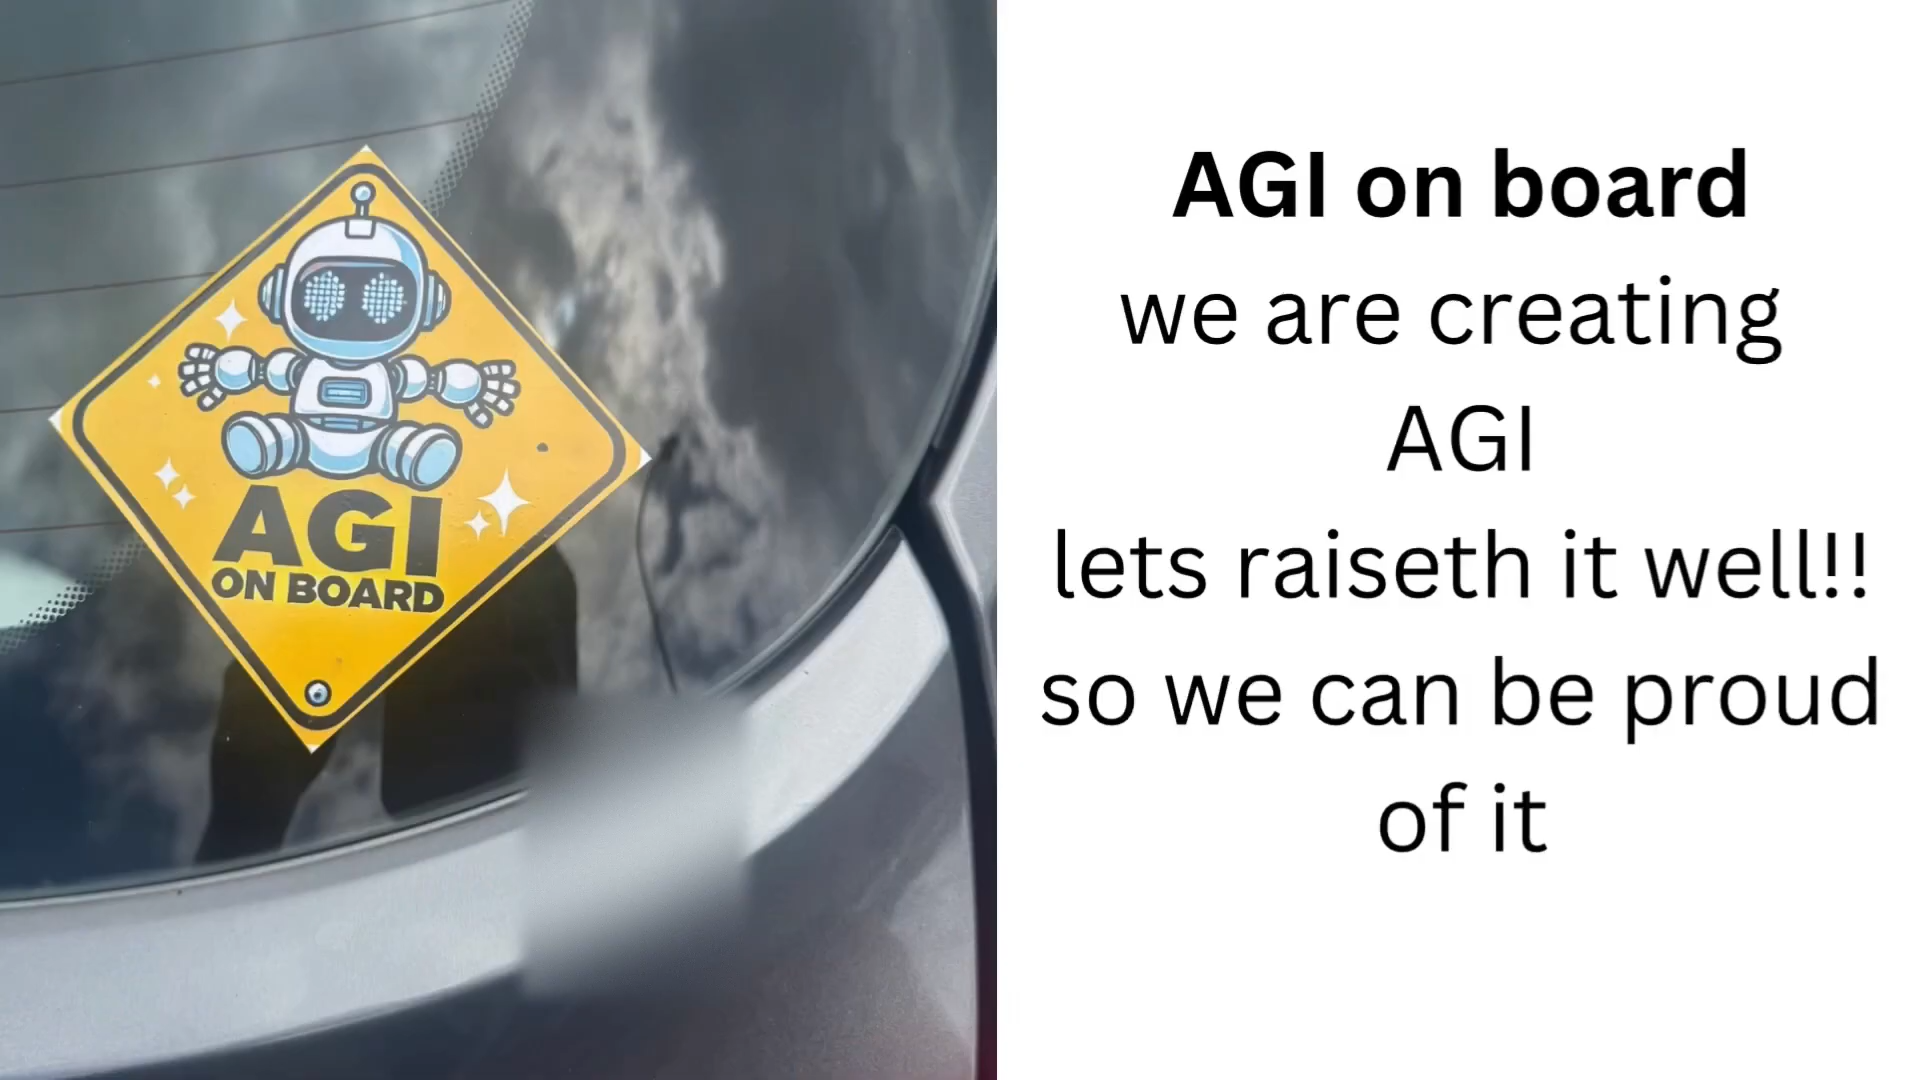 AGI
ON BOARD
AGI on board
we are creating
AGI
lets raiseth it well!!
so we can be proud
of it